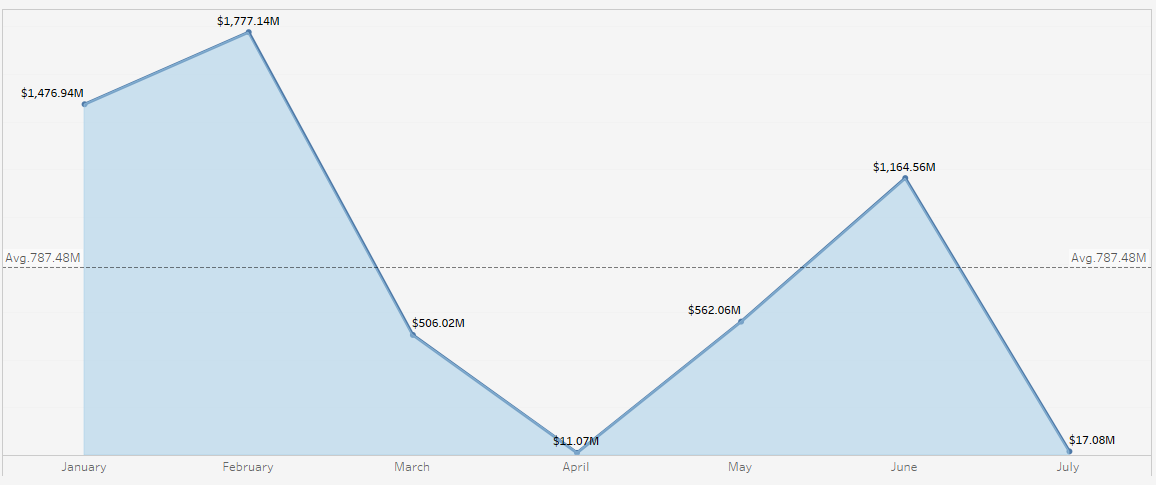 $1,777.14M
$1,476.94M
$1,164.56M
Avg.787.48M
Avg.787.48M
$562.06M
$506.02M
$11.07M
$17.08M
January
February
March
April
May
June
July